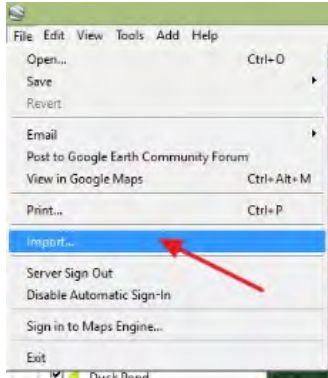 File Edit View Tools Add Help
Open... Ctrl+O
Save
Revert
Email
Post to Google Earth Community Forum
View in Google Maps Ctrl+Alt+M
Print... Ctrl+P
Import...
Server Sign Out
Disable Automatic Sign-In
Sign in to Maps Engine...
Exit
Duck Pond